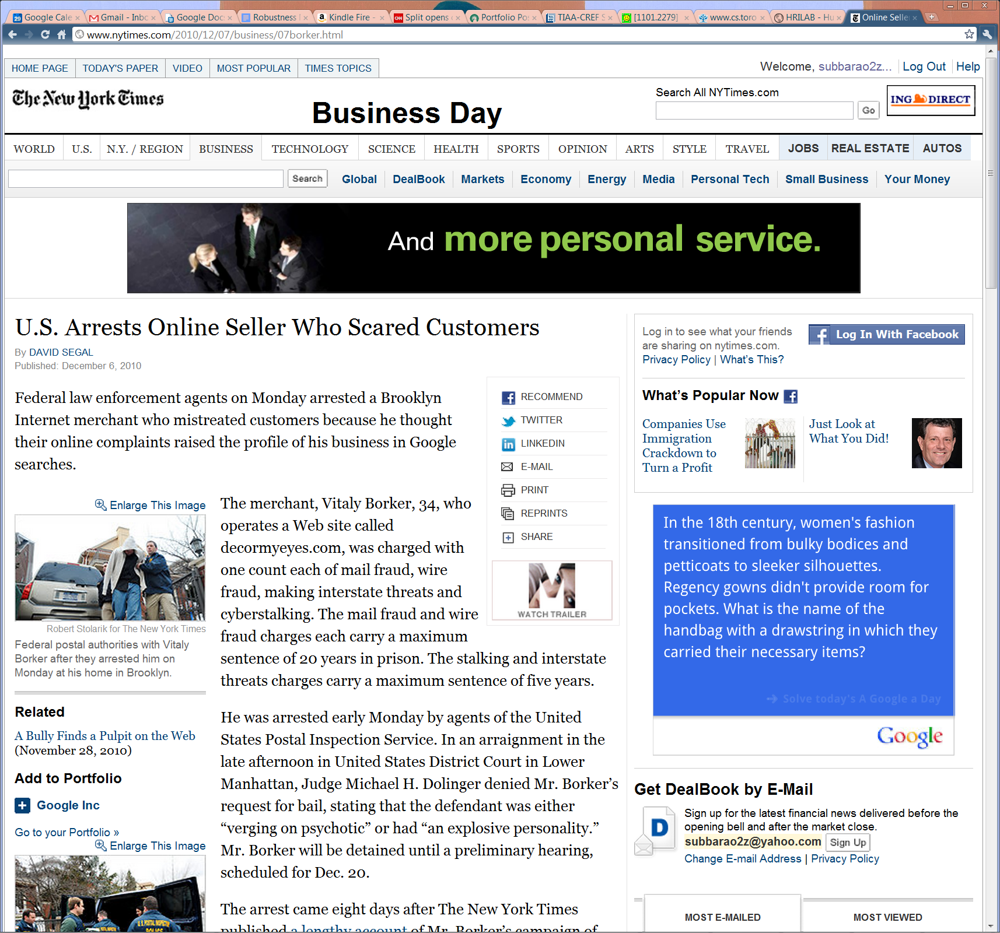 Google Cale
Gmail - Inbo
Google Doc
Robustness
Kindle Fire -
CNN Split opens
Portfolio Po
TIAA-CREF S
[1101.2279]
www.cs.toro
HRILAB - Hu
Online Selle
www.nytimes.com/2010/12/07/business/07borker.html
HOME PAGE TODAY'S PAPER VIDEO MOST POPULAR TIMES TOPICS
Welcome, subbarao2z... Log Out Help
The New York Times
Business Day
Search All NYTimes.com
Go
ING DIRECT
WORLD U.S. N.Y. / REGION BUSINESS TECHNOLOGY SCIENCE HEALTH SPORTS OPINION ARTS STYLE TRAVEL JOBS REAL ESTATE AUTOS
Search Global DealBook Markets Economy Energy Media Personal Tech Small Business Your Money
And more personal service.
U.S. Arrests Online Seller Who Scared Customers
By DAVID SEGAL
Published: December 6, 2010
Federal law enforcement agents on Monday arrested a Brooklyn
Internet merchant who mistreated customers because he thought
their online complaints raised the profile of his business in Google
searches.
RECOMMEND
TWITTER
LINKEDIN
E-MAIL
PRINT
REPRINTS
SHARE
WATCH TRAILER
Enlarge This Image
Robert Stolarik for The New York Times
Federal postal authorities with Vitaly
Borker after they arrested him on
Monday at his home in Brooklyn.
Related
A Bully Finds a Pulpit on the Web
(November 28, 2010)
Add to Portfolio
Google Inc
Go to your Portfolio »
Enlarge This Image
The merchant, Vitaly Borker, 34, who
operates a Web site called
decormyeyes.com, was charged with
one count each of mail fraud, wire
fraud, making interstate threats and
cyberstalking. The mail fraud and wire
fraud charges each carry a maximum
sentence of 20 years in prison. The stalking and interstate
threats charges carry a maximum sentence of five years.
He was arrested early Monday by agents of the United
States Postal Inspection Service. In an arraignment in the
late afternoon in United States District Court in Lower
Manhattan, Judge Michael H. Dolinger denied Mr. Borker’s
request for bail, stating that the defendant was either
“verging on psychotic” or had “an explosive personality.”
Mr. Borker will be detained until a preliminary hearing,
scheduled for Dec. 20.
The arrest came eight days after The New York Times
published a lengthy account of Mr. Borker’s campaign of
Log in to see what your friends
are sharing on nytimes.com.
Privacy Policy | What’s This?
Log In With Facebook
What’s Popular Now
Companies Use
Immigration
Crackdown to
Turn a Profit
Just Look at
What You Did!
In the 18th century, women's fashion
transitioned from bulky bodices and
petticoats to sleeker silhouettes.
Regency gowns didn't provide room for
pockets. What is the name of the
handbag with a drawstring in which they
carried their necessary items?
Solve today's A Google a Day
Google
Get DealBook by E-Mail
Sign up for the latest financial news delivered before the
opening bell and after the market close.
subbarao2z@yahoo.com Sign Up
Change E-mail Address | Privacy Policy
MOST E-MAILED MOST VIEWED